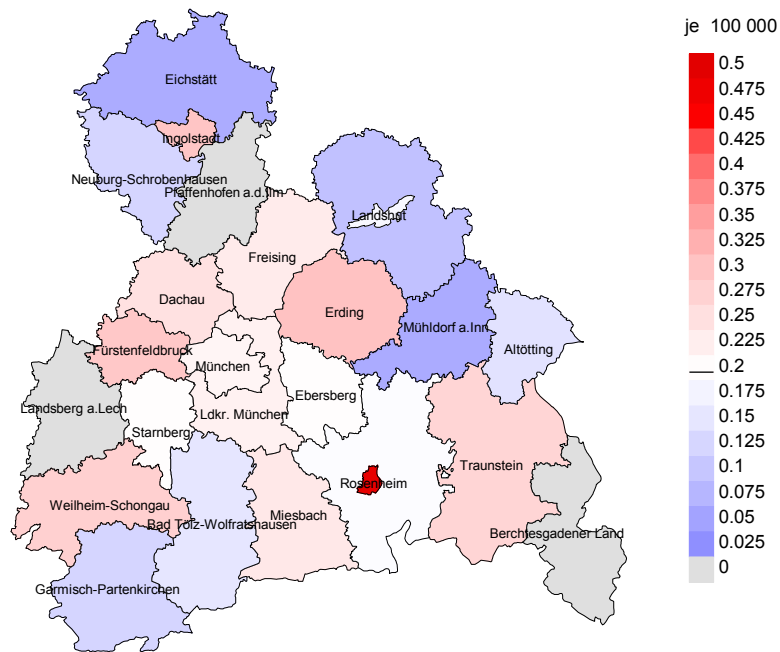 je 100 000
0.5
0.475
0.45
0.425
0.4
0.375
0.35
0.325
0.3
0.275
0.25
0.225
0.2
0.175
0.15
0.125
0.1
0.075
0.05
0.025
0
Eichstätt
Ingolstadt
Neuburg-Schrobenhausen
Pfaffenhofen a.d.Ilm
Landshst
Freising
Dachau
Erding
Mühldorf a.Inn
Fürstenfeldbruck
Altötting
München
Ebersberg
Landsberg a.Lech
Ldkr. München
Starnberg
Traunstein
Rosenheim
Weilheim-Schongau
Miesbach
Bad Tölz-Wolfratshausen
Berchtesgadener Land
Garmisch-Partenkirchen